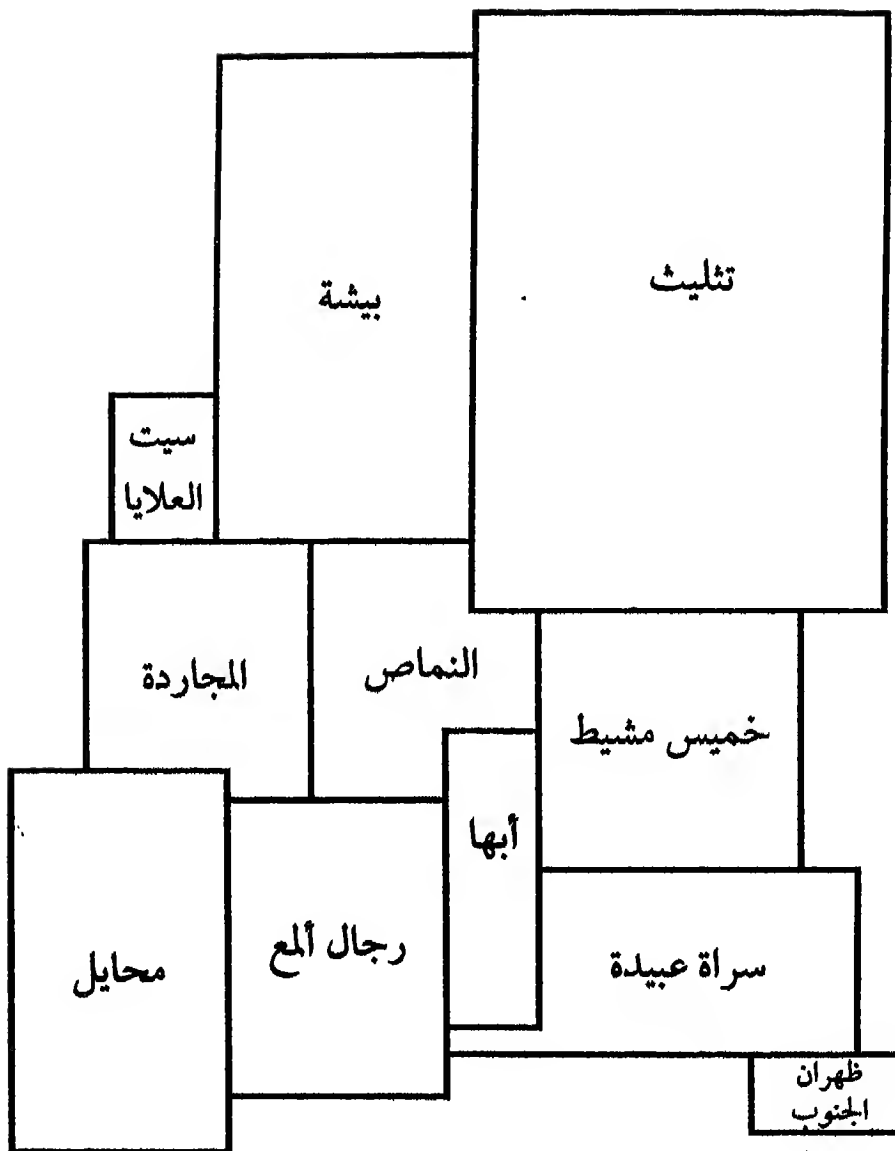 تثليث
بيشة
سيت
العلايا
النماص
المجاردة
خميس مشيط
أبها
رجال ألمع
سراة عبيدة
محايل
ظهران
الجنوب